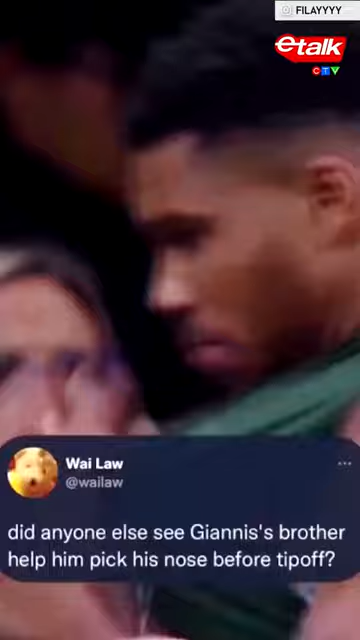 FILAYYYY
etalk
CTV
Wai Law
@wailaw
did anyone else see Giannis's brother
help him pick his nose before tipoff?